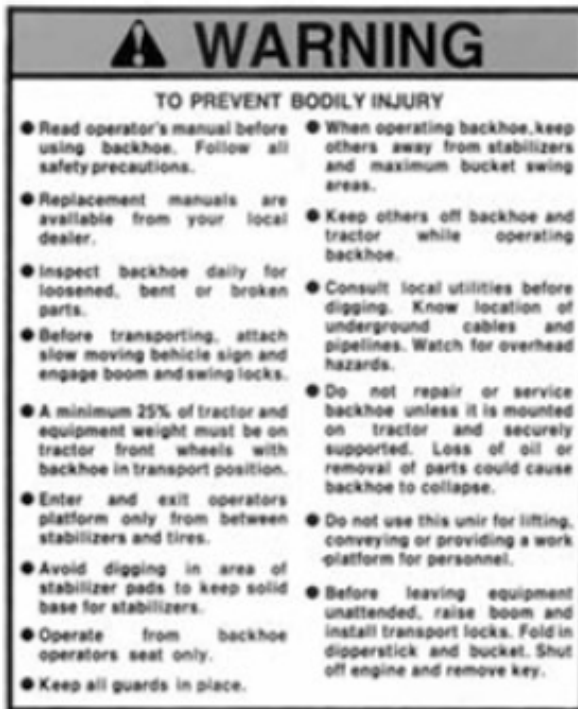 WARNING
TO PREVENT BODILY INJURY
● Read operator's manual before
using backhoe. Follow all
safety precautions.
● Replacement manuals are
available from your local
dealer.
● Inspect backhoe daily for
loosened, bent or broken
parts.
● Before transporting, attach
slow moving behicle sign and
engage boom and swing locks.
● A minimum 25% of tractor and
equipment weight must be on
tractor front wheels with
backhoe in transport position.
● Enter and exit operators
platform only from between
stabilizers and tires.
● Avoid digging in area of
stabilizer pads to keep solid
base for stabilizers.
● Operate from backhoe
operators seat only.
● Keep all guards in place.
● When operating backhoe, keep
others away from stabilizers
and maximum bucket swing
areas.
● Keep others off backhoe and
tractor while operating
backhoe.
● Consult local utilities before
digging. Know location of
underground cables and
pipelines. Watch for overhead
hazards.
● Do not repair or service
backhoe unless it is mounted
on tractor and securely
supported. Loss of oil or
removal of parts could cause
backhoe to collapse.
● Do not use this unir for lifting,
conveying or providing a work
-platform for personnel.
● Before leaving equipment
unattended, raise boom and
install transport locks. Fold in
dipperstick and bucket. Shut
off engine and remove key.